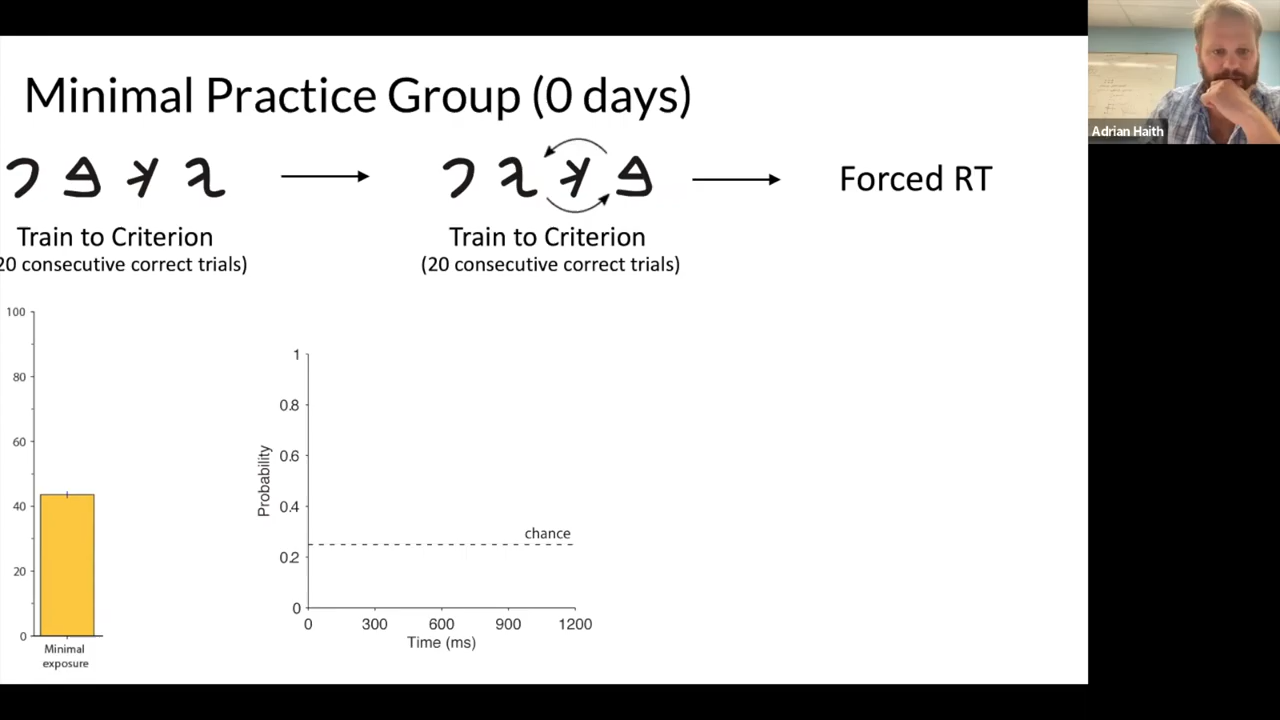 Minimal Practice Group (0 days)
Adrian Haith
Forced RT
Train to Criterion
20 consecutive correct trials)
Train to Criterion
(20 consecutive correct trials)
100
80
60
40
20
0
Minimal
exposure
1
0.8
0.6
0.4
0.2
0
Probability
chance
0 300 600 900 1200
Time (ms)